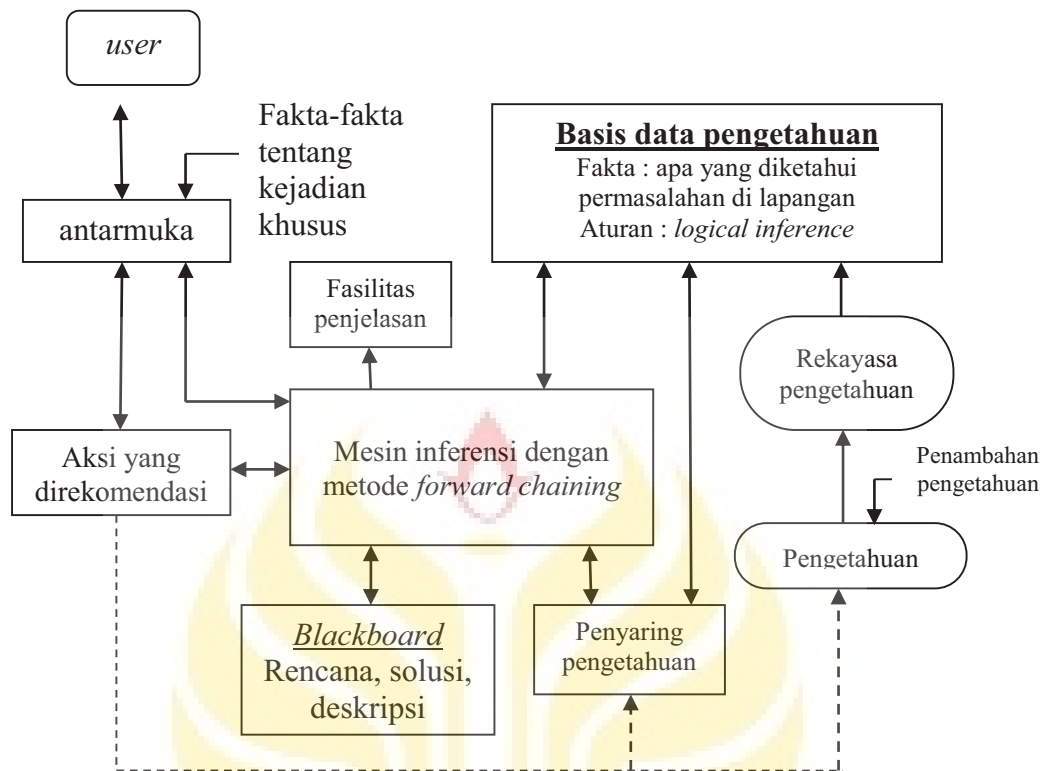 user
Fakta-fakta
tentang
kejadian
khusus
antarmuka
Basis data pengetahuan
Fakta : apa yang diketahui
permasalahan di lapangan
Aturan : logical inference
Fasilitas
penjelasan
Rekayasa
pengetahuan
Aksi yang
direkomendasi
Mesin inferensi dengan
metode forward chaining
Penambahan
pengetahuan
Pengetahuan
Blackboard
Rencana, solusi,
deskripsi
Penyaring
pengetahuan